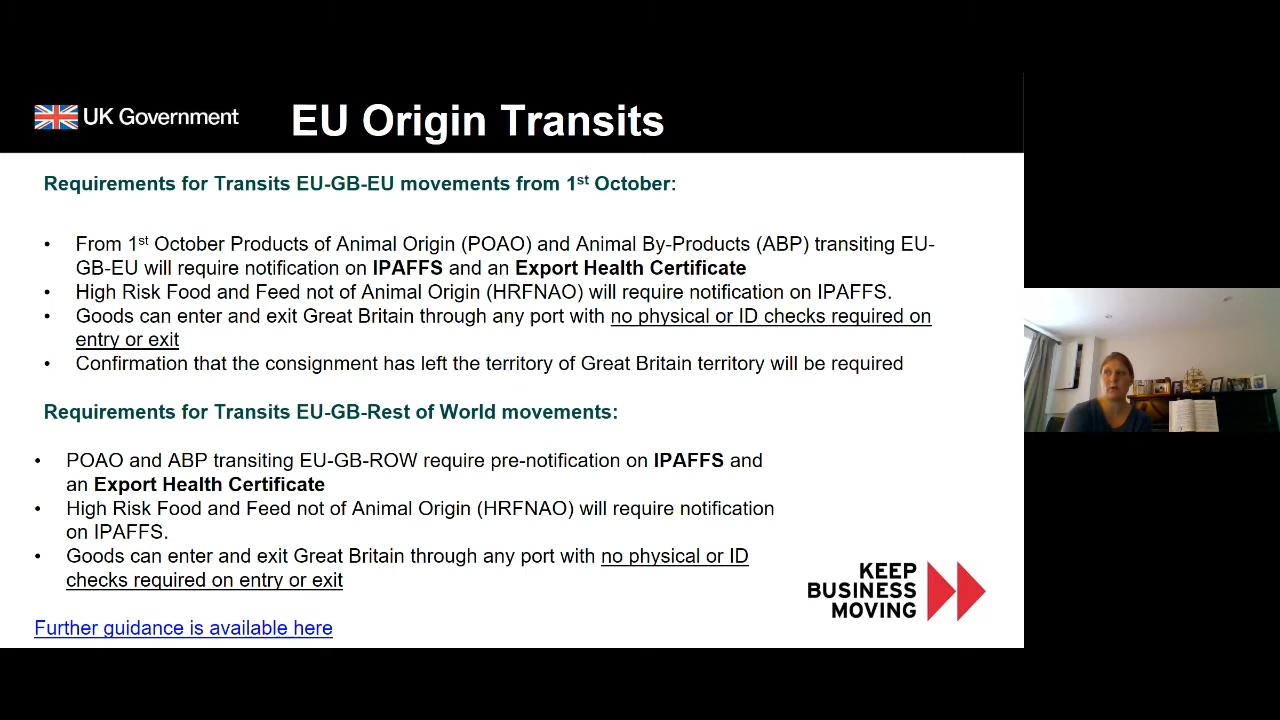 UK Government
EU Origin Transits
Requirements for Transits EU-GB-EU movements from 1st October:
• From 1st October Products of Animal Origin (POAO) and Animal By-Products (ABP) transiting EU-
GB-EU will require notification on IPAFFS and an Export Health Certificate
• High Risk Food and Feed not of Animal Origin (HRFNAO) will require notification on IPAFFS.
• Goods can enter and exit Great Britain through any port with no physical or ID checks required on
entry or exit
• Confirmation that the consignment has left the territory of Great Britain territory will be required
Requirements for Transits EU-GB-Rest of World movements:
• POAO and ABP transiting EU-GB-ROW require pre-notification on IPAFFS and
an Export Health Certificate
• High Risk Food and Feed not of Animal Origin (HRFNAO) will require notification
on IPAFFS.
• Goods can enter and exit Great Britain through any port with no physical or ID
checks required on entry or exit
KEEP
BUSINESS
MOVING
Further guidance is available here